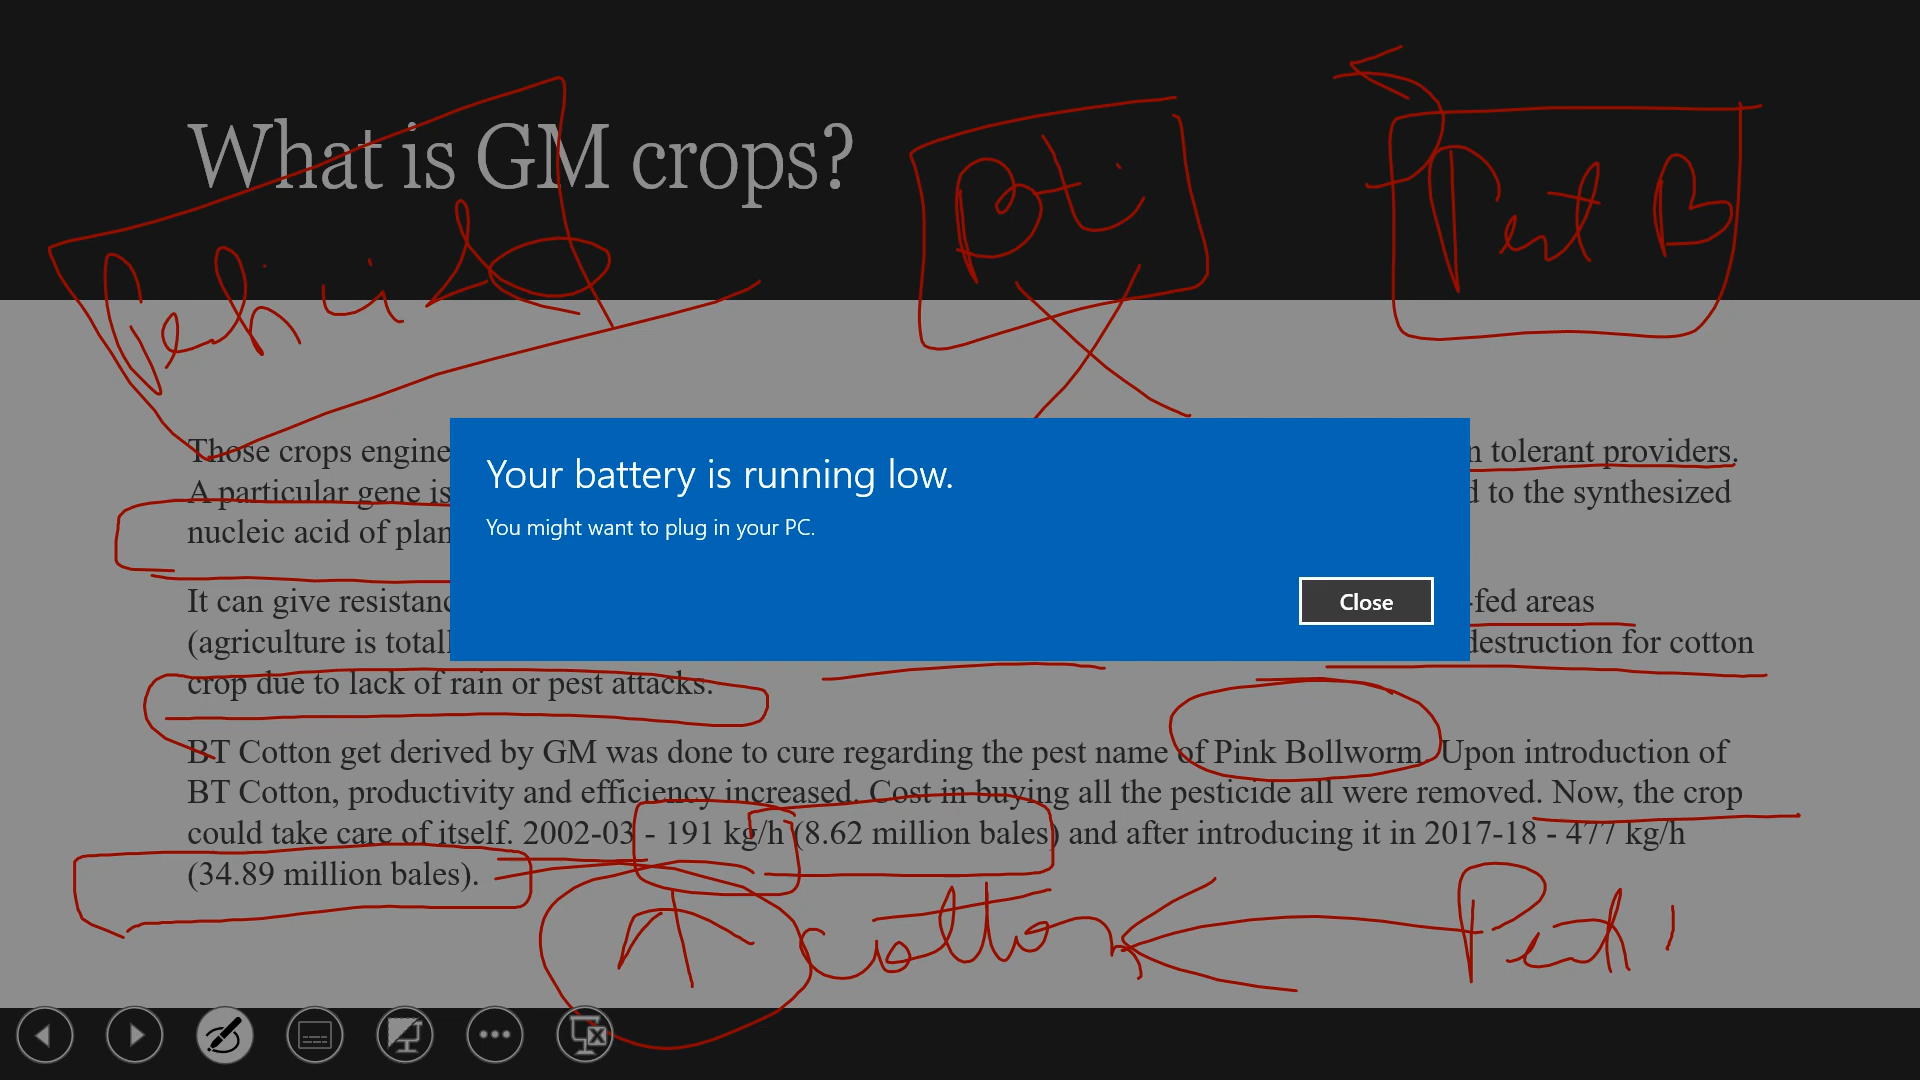 What is GM crops?
Bt
Pest B
Those crops engine
n tolerant providers.
A particular gene is
d to the synthesized
nucleic acid of plan
Your battery is running low.
You might want to plug in your PC.
Close
It can give resistanc
-fed areas
(agriculture is totall
destruction for cotton
crop due to lack of rain or pest attacks.
BT Cotton get derived by GM was done to cure regarding the pest name of Pink Bollworm. Upon introduction of
BT Cotton, productivity and efficiency increased. Cost in buying all the pesticide all were removed. Now, the crop
could take care of itself. 2002-03 - 191 kg/h (8.62 million bales) and after introducing it in 2017-18 - 477 kg/h
(34.89 million bales).
cotton